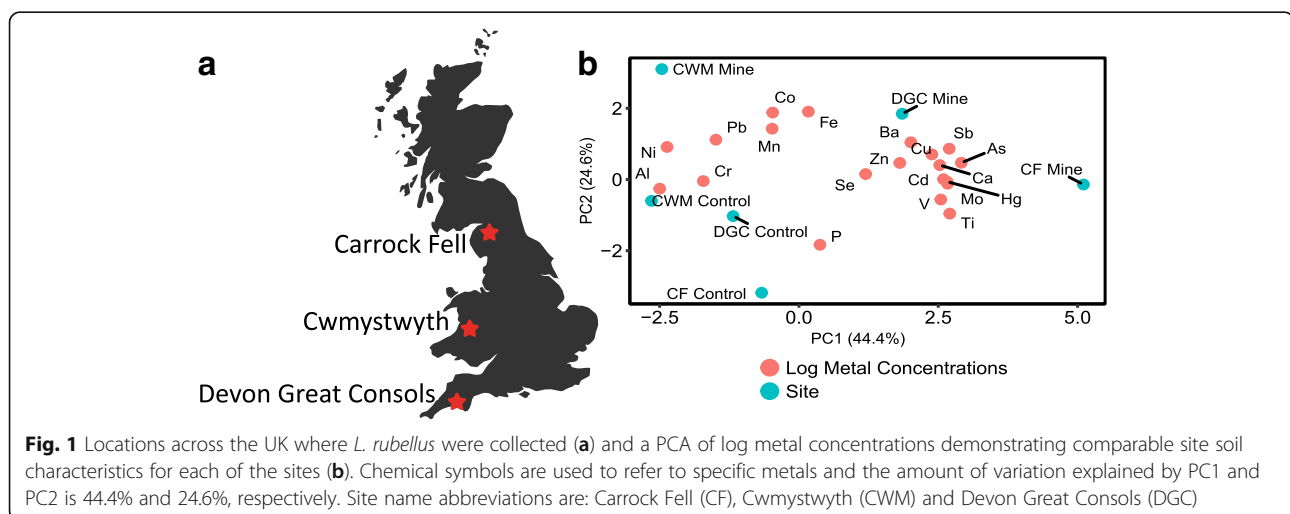 a
Carrock Fell
Cwmystwyth
Devon Great Consols
b
CWM Mine
Co
DGC Mine
Fe
Pb
Mn
Ba
Sb
Ni
Cu
As
Zn
CF Mine
Al
Cr
Se
Cd
Ca
CWM Control
V
Mo
Hg
DGC Control
P
Ti
CF Control
PC2 (24.6%)
2
0
−2
−2.5
0.0
2.5
5.0
PC1 (44.4%)
Log Metal Concentrations
Site
Fig. 1 Locations across the UK where L. rubellus were collected (a) and a PCA of log metal concentrations demonstrating comparable site soil
characteristics for each of the sites (b). Chemical symbols are used to refer to specific metals and the amount of variation explained by PC1 and
PC2 is 44.4% and 24.6%, respectively. Site name abbreviations are: Carrock Fell (CF), Cwmystwyth (CWM) and Devon Great Consols (DGC)